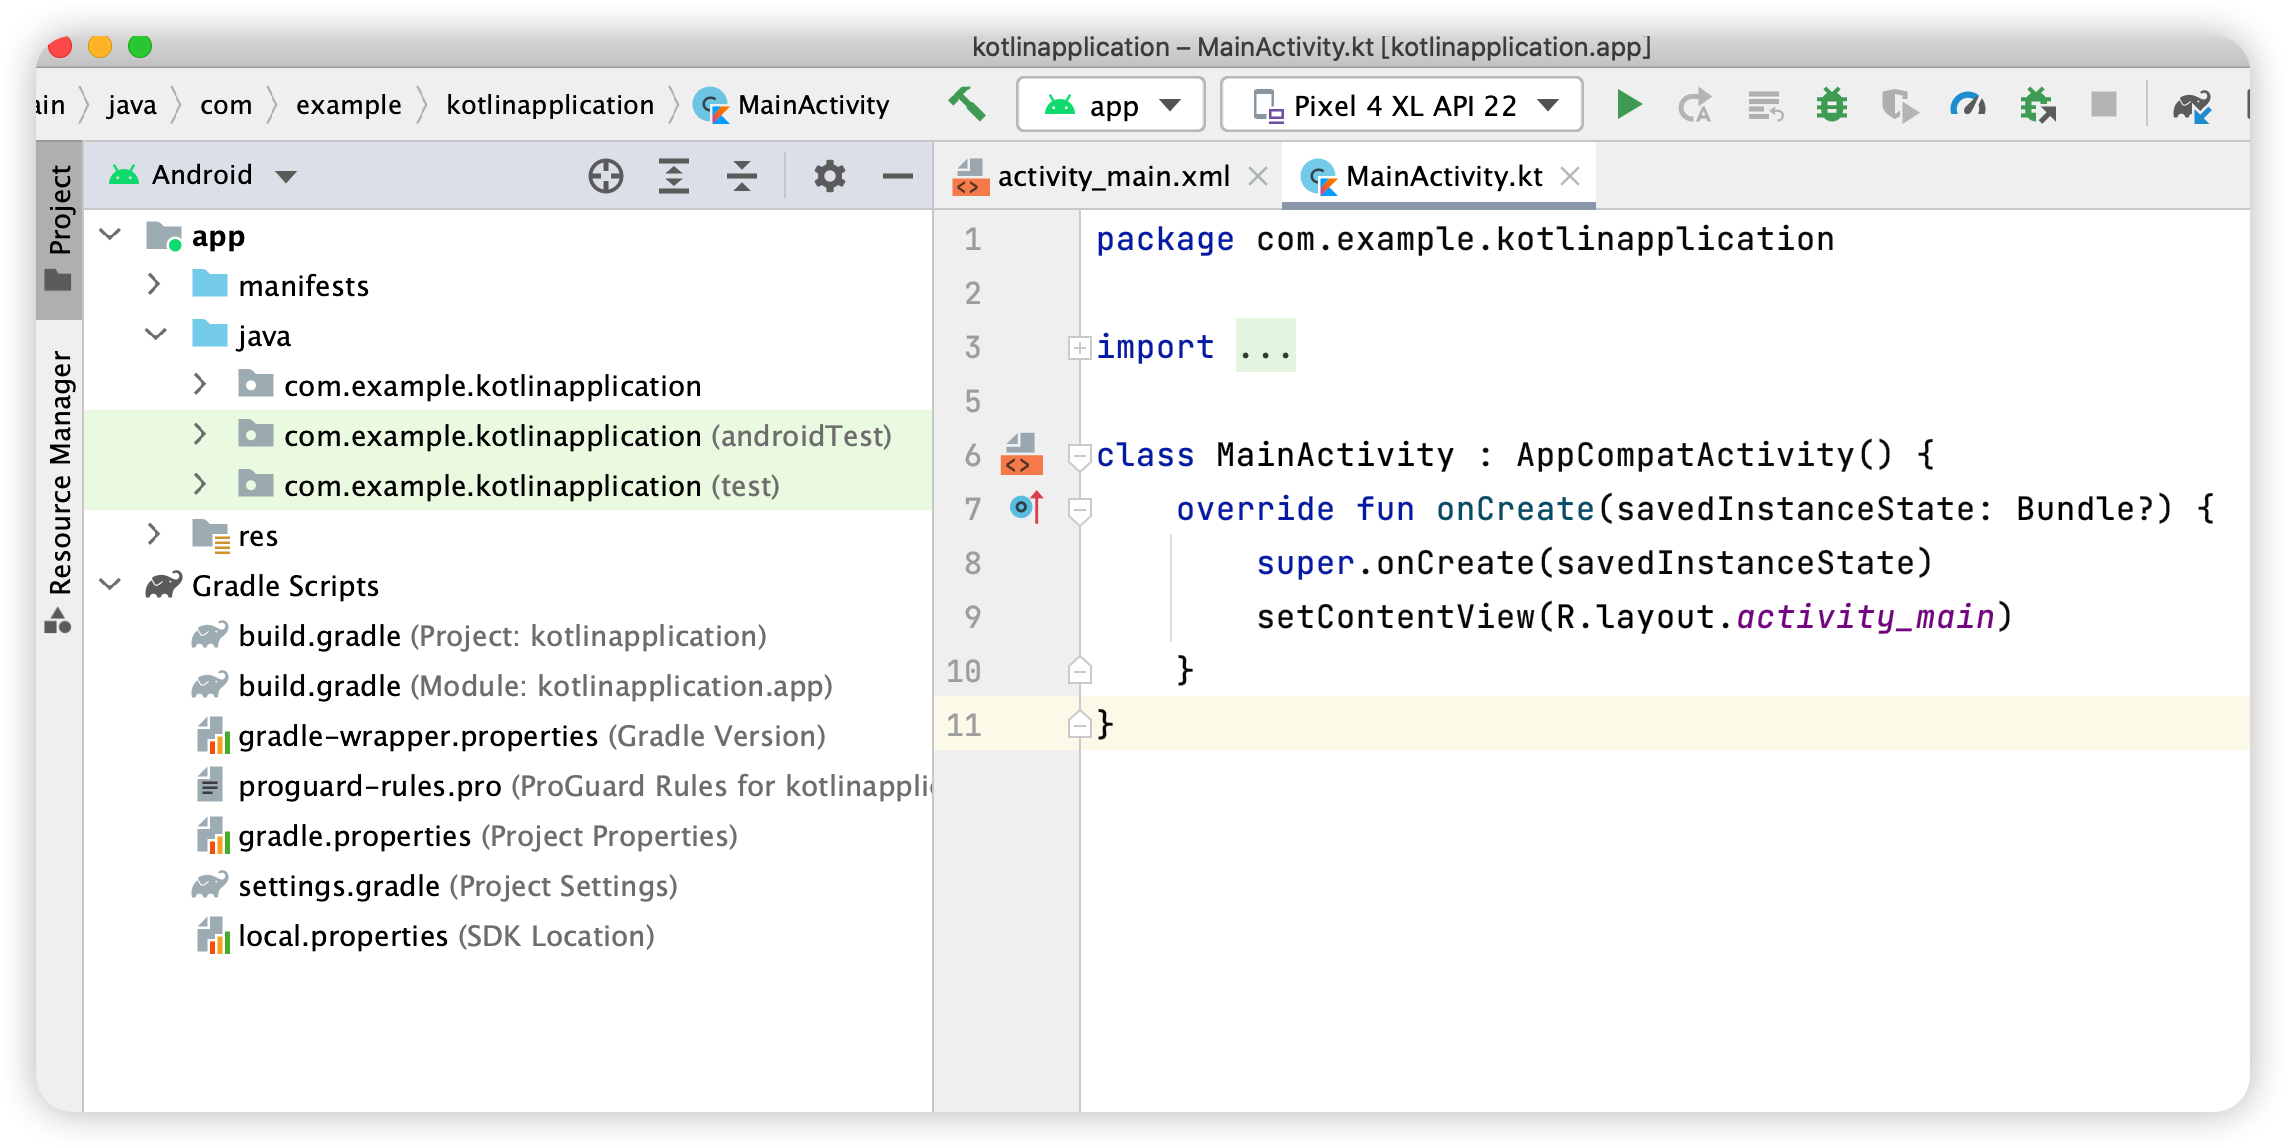 kotlinapplication – MainActivity.kt [kotlinapplication.app]
ain java com example kotlinapplication MainActivity app Pixel 4 XL API 22
Project
Resource Manager
Android
app
manifests
java
com.example.kotlinapplication
com.example.kotlinapplication (androidTest)
com.example.kotlinapplication (test)
res
Gradle Scripts
build.gradle (Project: kotlinapplication)
build.gradle (Module: kotlinapplication.app)
gradle-wrapper.properties (Gradle Version)
proguard-rules.pro (ProGuard Rules for kotlinappli
gradle.properties (Project Properties)
settings.gradle (Project Settings)
local.properties (SDK Location)
activity_main.xml MainActivity.kt
1 package com.example.kotlinapplication
2
3 import ...
5
6 class MainActivity : AppCompatActivity() {
7 override fun onCreate(savedInstanceState: Bundle?) {
8 super.onCreate(savedInstanceState)
9 setContentView(R.layout.activity_main)
10 }
11 }